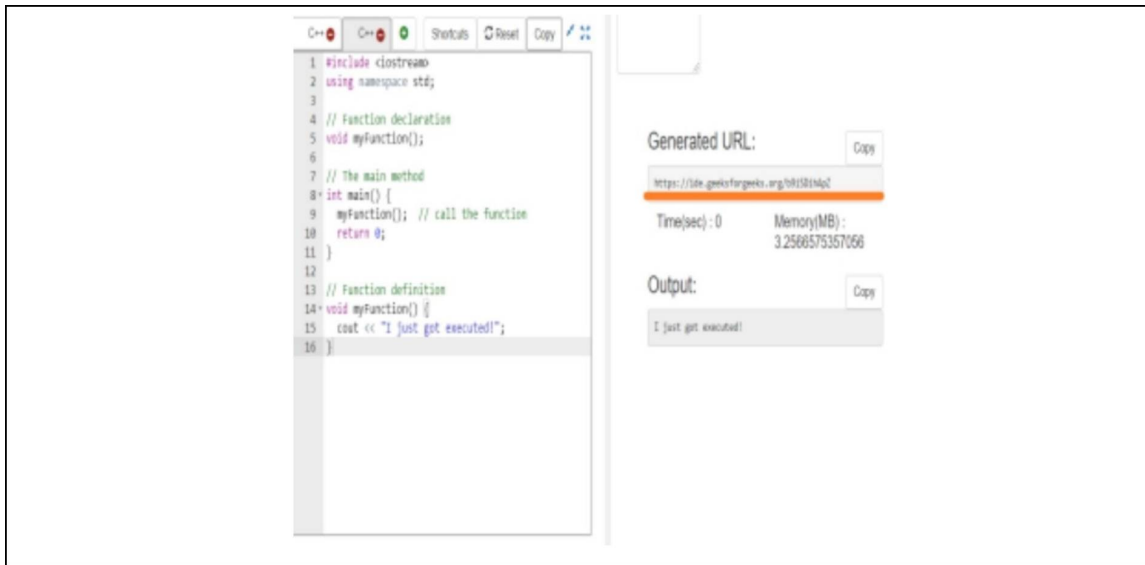 C++ C++ Shortcuts Reset Copy
1 #include <iostream>
2 using namespace std;
3
4 // Function declaration
5 void myFunction();
6
7 // The main method
8 int main() {
9 myFunction(); // call the function
10 return 0;
11 }
12
13 // Function definition
14 void myFunction() {
15 cout << "I just got executed!";
16 }
Generated URL:
Copy
Time(sec) : 0
Memory(MB) :
3.2566575357056
Output:
Copy
I just got executed!